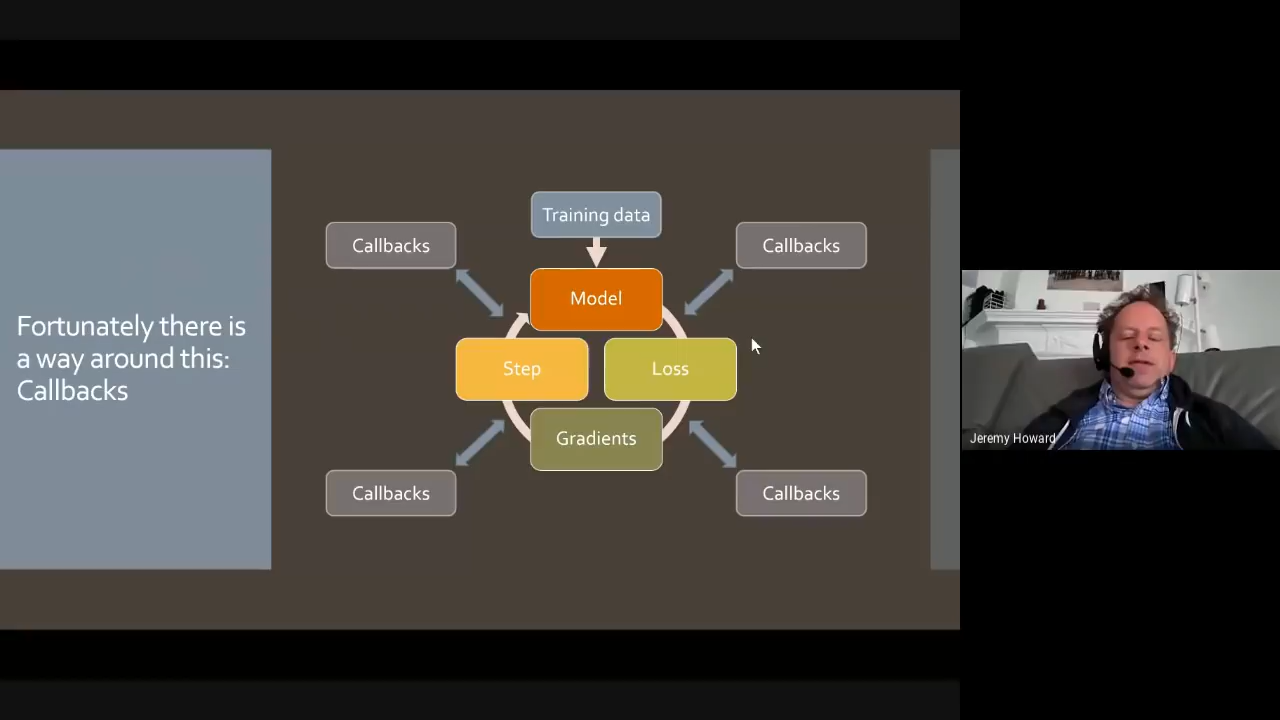 Fortunately there is
a way around this:
Callbacks
Training data
Callbacks
Callbacks
Model
Step
Loss
Gradients
Callbacks
Callbacks
Jeremy Howard